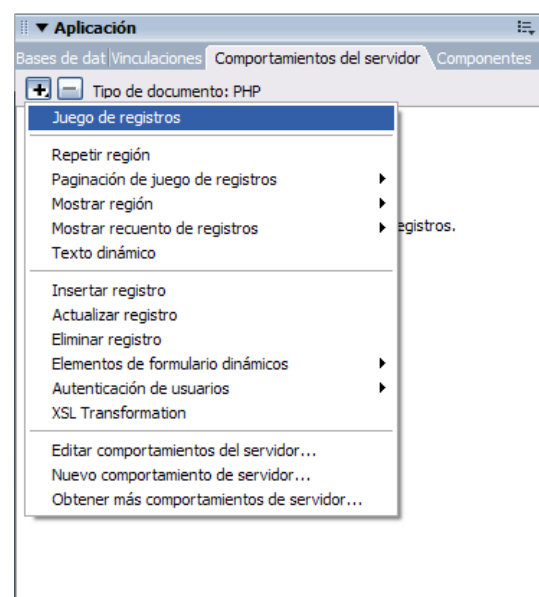 Aplicación
Bases de dat Vinculaciones Comportamientos del servidor Componentes
Tipo de documento: PHP
Juego de registros
Repetir región
Paginación de juego de registros
Mostrar región
Mostrar recuento de registros
egistros.
Texto dinámico
Insertar registro
Actualizar registro
Eliminar registro
Elementos de formulario dinámicos
Autenticación de usuarios
XSL Transformation
Editar comportamientos del servidor...
Nuevo comportamiento de servidor...
Obtener más comportamientos de servidor...